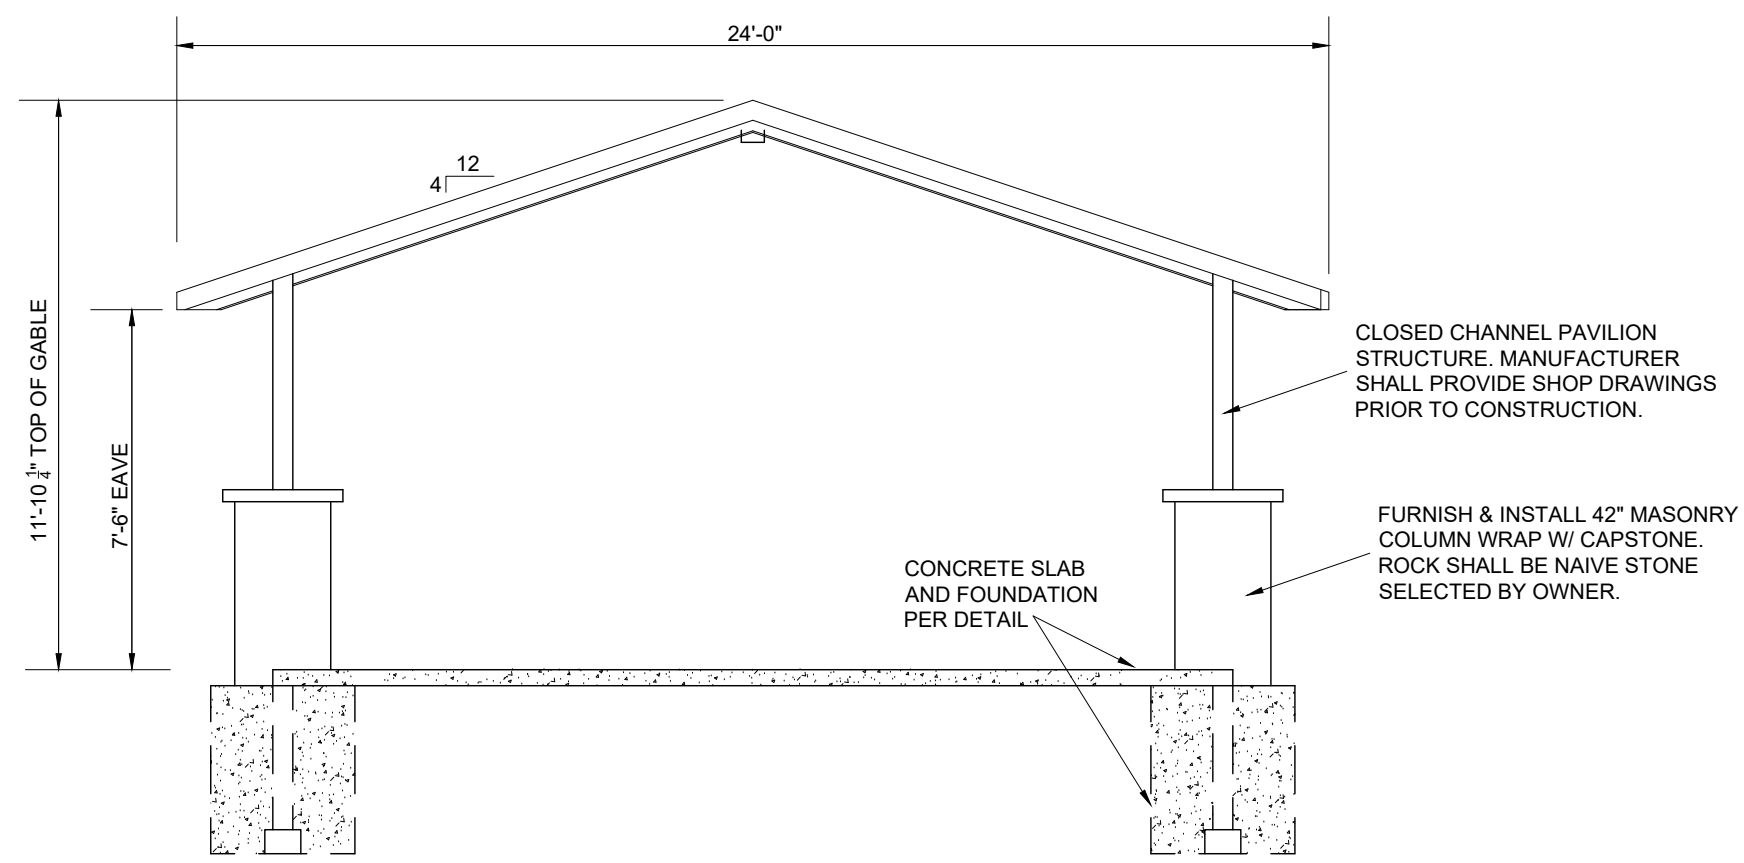 24'-0"
12
4
11'-10 1/4" TOP OF GABLE
7'-6" EAVE
CLOSED CHANNEL PAVILION
STRUCTURE. MANUFACTURER
SHALL PROVIDE SHOP DRAWINGS
PRIOR TO CONSTRUCTION.
FURNISH & INSTALL 42" MASONRY
COLUMN WRAP W/ CAPSTONE.
ROCK SHALL BE NAIVE STONE
SELECTED BY OWNER.
CONCRETE SLAB
AND FOUNDATION
PER DETAIL